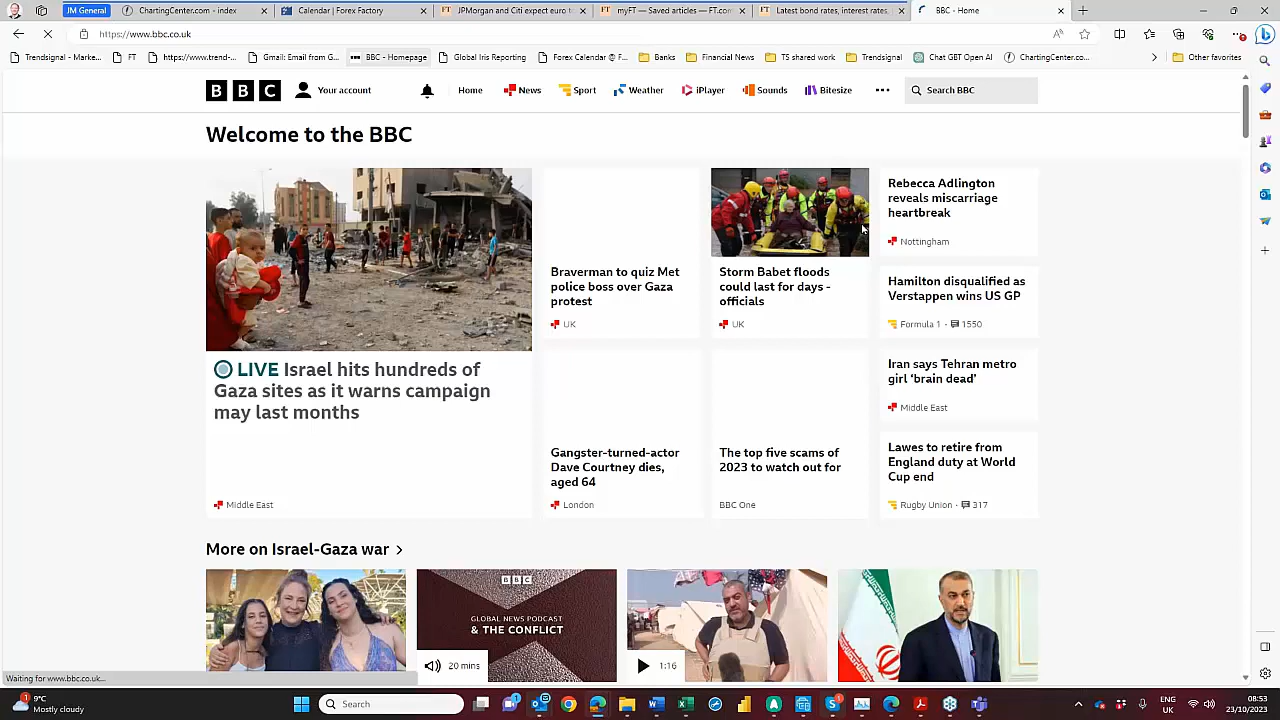 JM General
ChartingCenter.com - index
Calendar | Forex Factory
JPMorgan and Citi expect euro to
myFT — Saved articles — FT.com
Latest bond rates, interest rates,
BBC - Home
https://www.bbc.co.uk
Trendsignal - Marke...
FT
https://www.trend-...
Gmail: Email from G...
BBC - Homepage
Global Iris Reporting
Forex Calendar @ F...
Banks
Financial News
TS shared work
Trendsignal
Chat GBT Open AI
ChartingCenter.co...
Other favorites
BBC
Your account
Home
News
Sport
Weather
iPlayer
Sounds
Bitesize
Search BBC
Welcome to the BBC
LIVE Israel hits hundreds of
Gaza sites as it warns campaign
may last months
Middle East
Braverman to quiz Met
police boss over Gaza
protest
UK
Storm Babet floods
could last for days -
officials
UK
Rebecca Adlington
reveals miscarriage
heartbreak
Nottingham
Hamilton disqualified as
Verstappen wins US GP
Formula 1 · 1550
Iran says Tehran metro
girl ‘brain dead’
Middle East
Gangster-turned-actor
Dave Courtney dies,
aged 64
London
The top five scams of
2023 to watch out for
BBC One
Lawes to retire from
England duty at World
Cup end
Rugby Union · 317
More on Israel-Gaza war
BBC
GLOBAL NEWS PODCAST
& THE CONFLICT
20 mins
1:16
Waiting for www.bbc.co.uk...
9°C
Mostly cloudy
Search
ENG
UK
08:53
23/10/2023